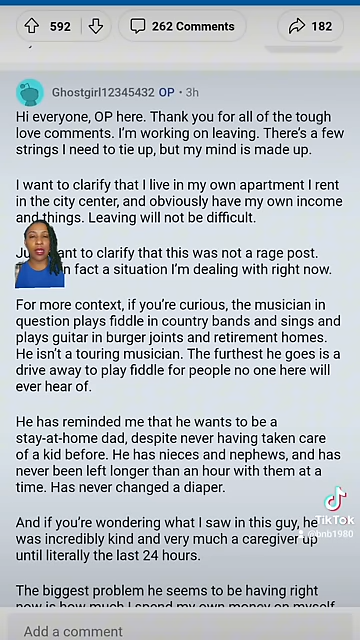 592
262 Comments
182
Ghostgirl12345432 OP • 3h
Hi everyone, OP here. Thank you for all of the tough
love comments. I'm working on leaving. There's a few
strings I need to tie up, but my mind is made up.
I want to clarify that I live in my own apartment I rent
in the city center, and obviously have my own income
and things. Leaving will not be difficult.
ant to clarify that this was not a rage post.
n fact a situation I'm dealing with right now.
For more context, if you're curious, the musician in
question plays fiddle in country bands and sings and
plays guitar in burger joints and retirement homes.
He isn't a touring musician. The furthest he goes is a
drive away to play fiddle for people no one here will
ever hear of.
He has reminded me that he wants to be a
stay-at-home dad, despite never having taken care
of a kid before. He has nieces and nephews, and has
never been left longer than an hour with them at a
time. Has never changed a diaper.
And if you're wondering what I saw in this guy, he
was incredibly kind and very much a caregiver up
until literally the last 24 hours.
TikTok
@bnb1980
The biggest problem he seems to be having right
now is how much I spend my own money on myself
Add a comment